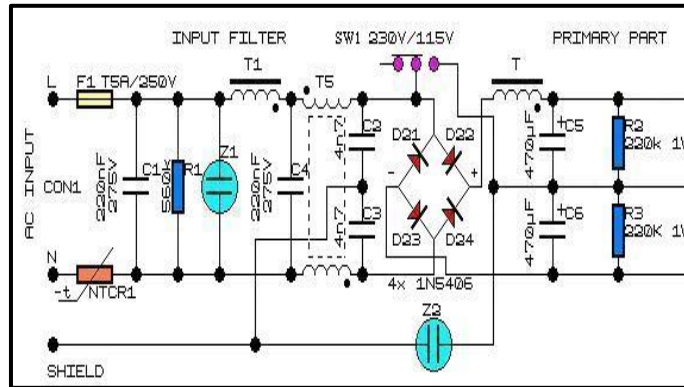 INPUT FILTER
SW1 230V/115V
PRIMARY PART
L
F1 T5A/250V
T1
T5
T
AC INPUT
CON1
220nF
275V
C1
560k
R1
Z1
220nF
275V
C4
4n7
C2
4n7
C3
D21
D22
D23
D24
-
+
4x 1N5406
470µF
+
C5
470µF
+
C6
R2
220k 1W
R3
220K 1W
N
-t
NTCR1
Z2
SHIELD